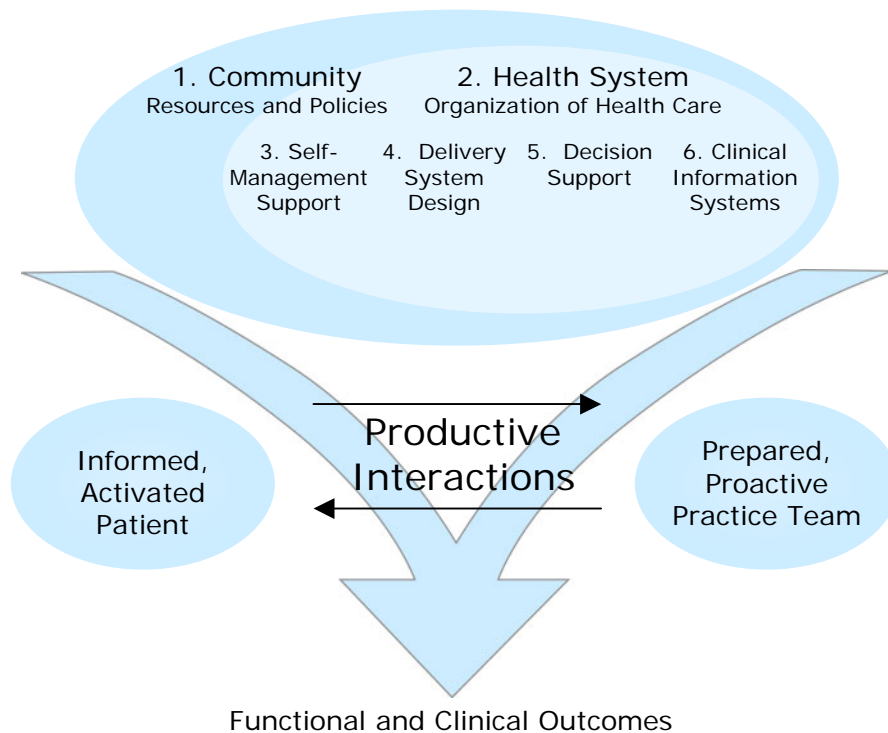 1. Community
Resources and Policies
2. Health System
Organization of Health Care
3. Self-
Management
Support
4. Delivery
System
Design
5. Decision
Support
6. Clinical
Information
Systems
Informed,
Activated
Patient
Productive
Interactions
Prepared,
Proactive
Practice Team
Functional and Clinical Outcomes